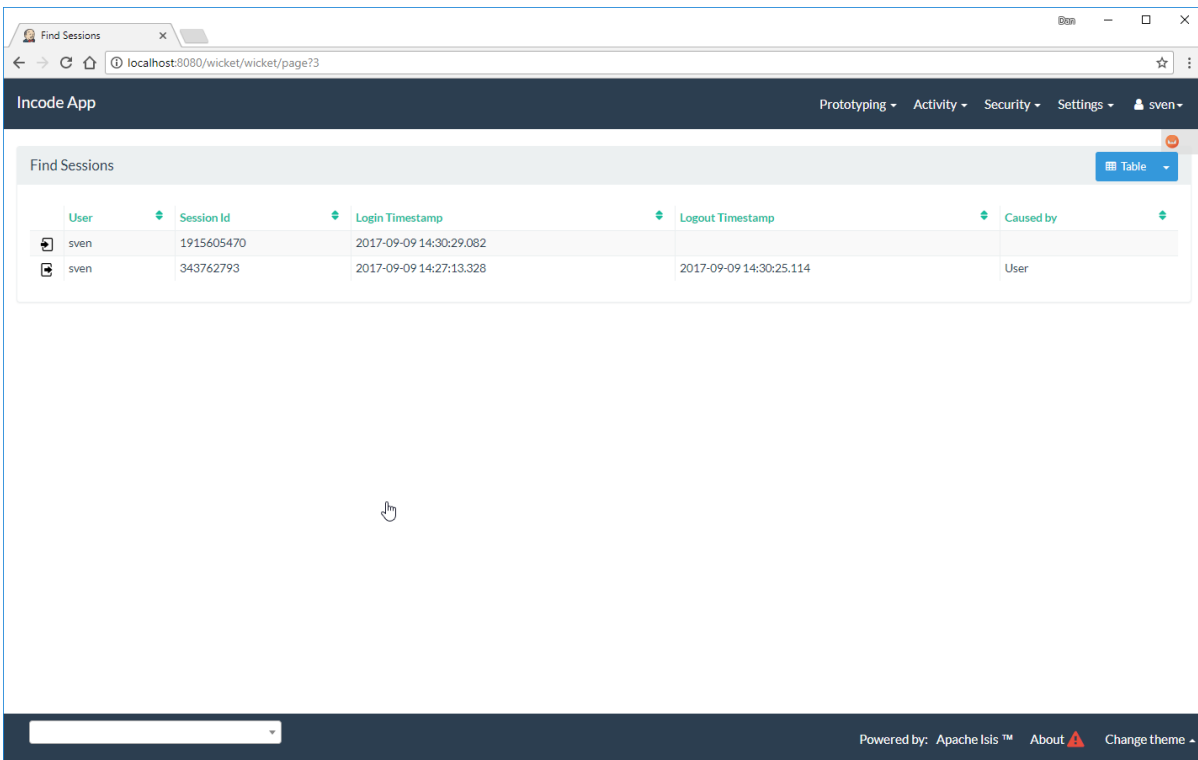 Dan
Find Sessions
localhost:8080/wicket/wicket/page?3
Incode App Prototyping Activity Security Settings sven
Find Sessions Table
User Session Id Login Timestamp Logout Timestamp Caused by
sven 1915605470 2017-09-09 14:30:29.082
sven 343762793 2017-09-09 14:27:13.328 2017-09-09 14:30:25.114 User
Powered by: Apache Isis ™ About Change theme